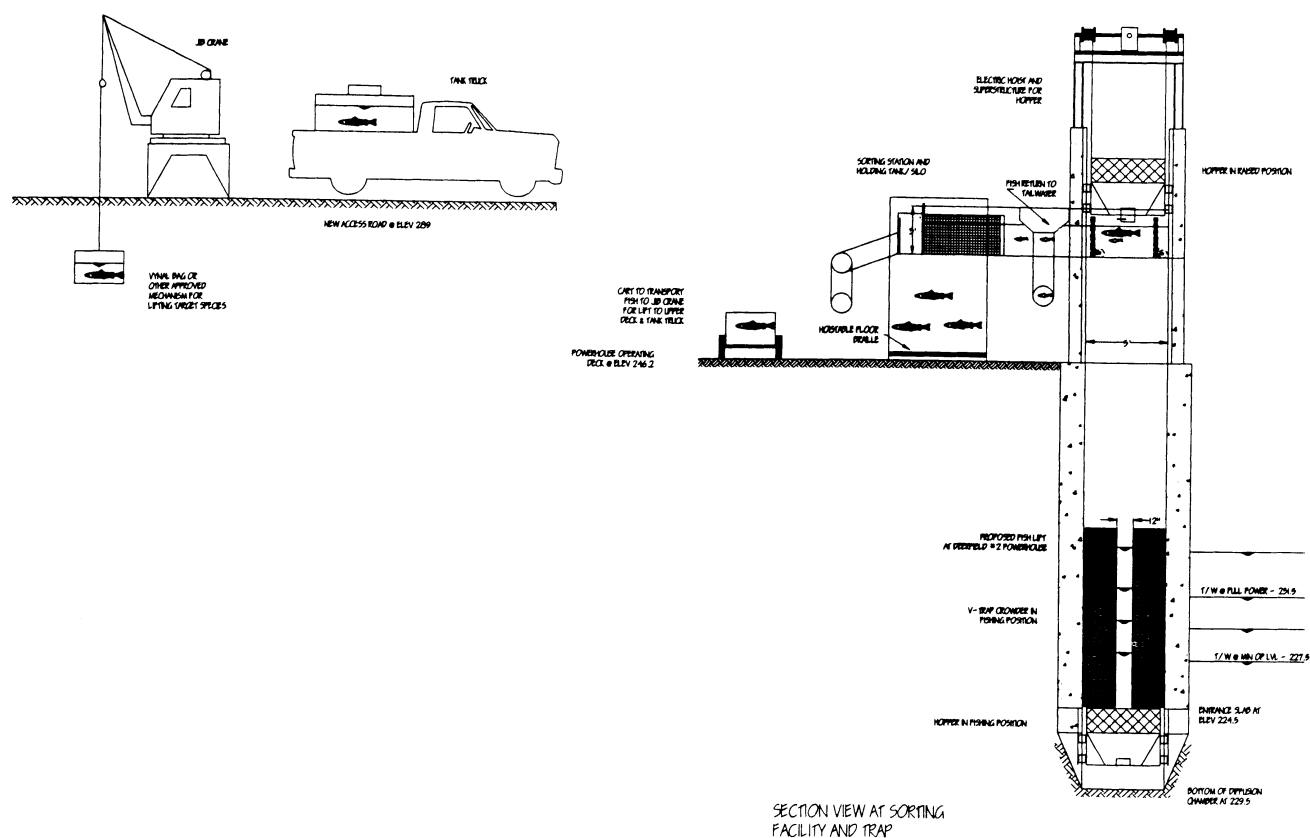 JIB CRANE
TANK TRUCK
NEW ACCESS ROAD @ ELEV 289
VYNAL BAG OR
OTHER APPROVED
MECHANISM FOR
LIFTING TARGET SPECIES
ELECTRIC HOIST AND
SUPERSTRUCTURE FOR
HOPPER
SORTING STATION AND
HOLDING TANK/ SILO
FISH RETURN TO
TAILWATER
HOPPER IN RAISED POSITION
5'
CART TO TRANSPORT
FISH TO JIB CRANE
FOR LIFT TO UPPER
DECK & TANK TRUCK
HOISTABLE FLOOR
BRAILLE
POWERHOUSE OPERATING
DECK @ ELEV 246.2
5'
12"
PROPOSED FISH LIFT
AT DEERFIELD #2 POWERHOUSE
T/W @ FULL POWER - 231.5
V-TRAP CROWDER IN
FISHING POSITION
T/W @ MIN OP LVL - 227.5
HOPPER IN FISHING POSITION
ENTRANCE SLAB AT
ELEV 224.5
BOTTOM OF DIFFUSION
CHAMBER AT 229.5
SECTION VIEW AT SORTING
FACILITY AND TRAP